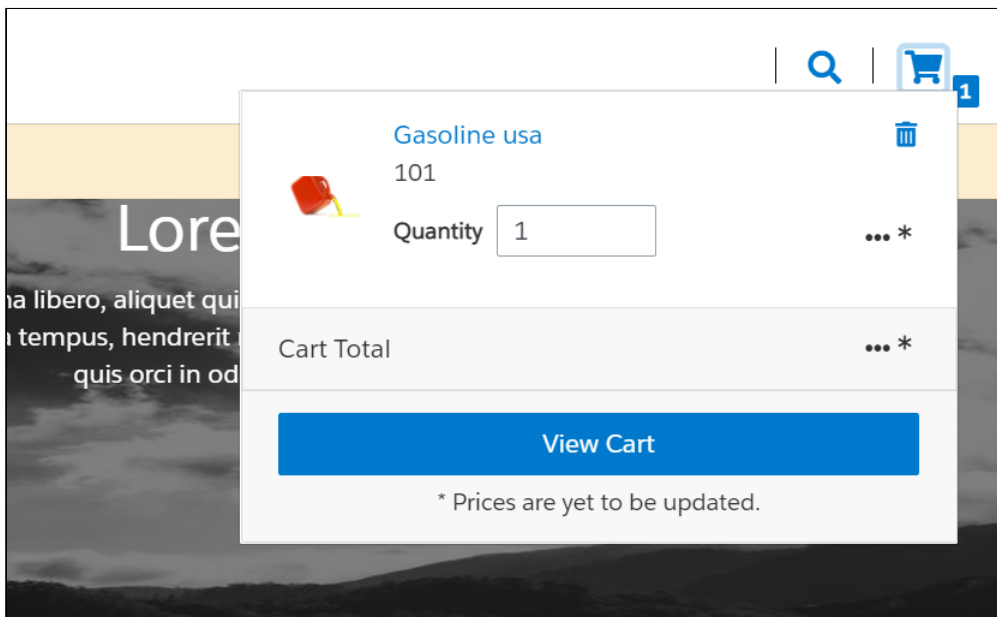 1
Gasoline usa
101
Quantity 1
••• *
Lore
na libero, aliquet qui
tempus, hendrerit
quis orci in od
Cart Total
••• *
View Cart
* Prices are yet to be updated.